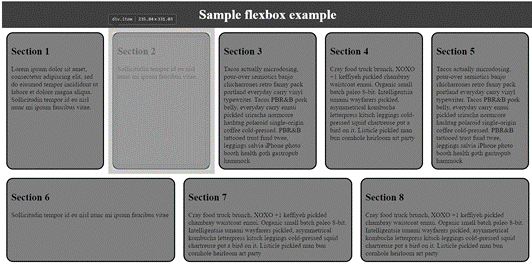 div.item 235.04×331.03
Sample flexbox example
Section 1
Lorem ipsum dolor sit amet,
consectetur adipiscing elit, sed
do eiusmod tempor incididunt ut
labore et dolore magna aliqua.
Sollicitudin tempor id eu nisl
nunc mi ipsum faucibus vitae.
Section 2
Sollicitudin tempor id eu nisl
nunc mi ipsum faucibus vitae.
Section 3
Tacos actually microdosing,
pour-over semiotics banjo
chicharrones retro fanny pack
portland everyday carry vinyl
typewriter. Tacos PBR&B pork
belly, everyday carry ennui
pickled sriracha normcore
hashtag polaroid single-origin
coffee cold-pressed. PBR&B
tattooed trust fund twee,
leggings salvia iPhone photo
booth health goth gastropub
hammock.
Section 4
Cray food truck brunch, XOXO
+1 keffiyeh pickled chambray
waistcoat ennui. Organic small
batch paleo 8-bit. Intelligentsia
umami wayfarers pickled,
asymmetrical kombucha
letterpress kitsch leggings cold-
pressed squid chartreuse put a
bird on it. Listicle pickled man
bun cornhole heirloom art party.
Section 5
Tacos actually microdosing,
pour-over semiotics banjo
chicharrones retro fanny pack
portland everyday carry vinyl
typewriter. Tacos PBR&B pork
belly, everyday carry ennui
pickled sriracha normcore
hashtag polaroid single-origin
coffee cold-pressed. PBR&B
tattooed trust fund twee,
leggings salvia iPhone photo
booth health goth gastropub
hammock.
Section 6
Sollicitudin tempor id eu nisl nunc mi ipsum faucibus vitae.
Section 7
Cray food truck brunch, XOXO +1 keffiyeh pickled
chambray waistcoat ennui. Organic small batch paleo 8-bit.
Intelligentsia umami wayfarers pickled, asymmetrical
kombucha letterpress kitsch leggings cold-pressed squid
chartreuse put a bird on it. Listicle pickled man bun
cornhole heirloom art party.
Section 8
Cray food truck brunch, XOXO +1 keffiyeh pickled
chambray waistcoat ennui. Organic small batch paleo 8-bit.
Intelligentsia umami wayfarers pickled, asymmetrical
kombucha letterpress kitsch leggings cold-pressed squid
chartreuse put a bird on it. Listicle pickled man bun
cornhole heirloom art party.